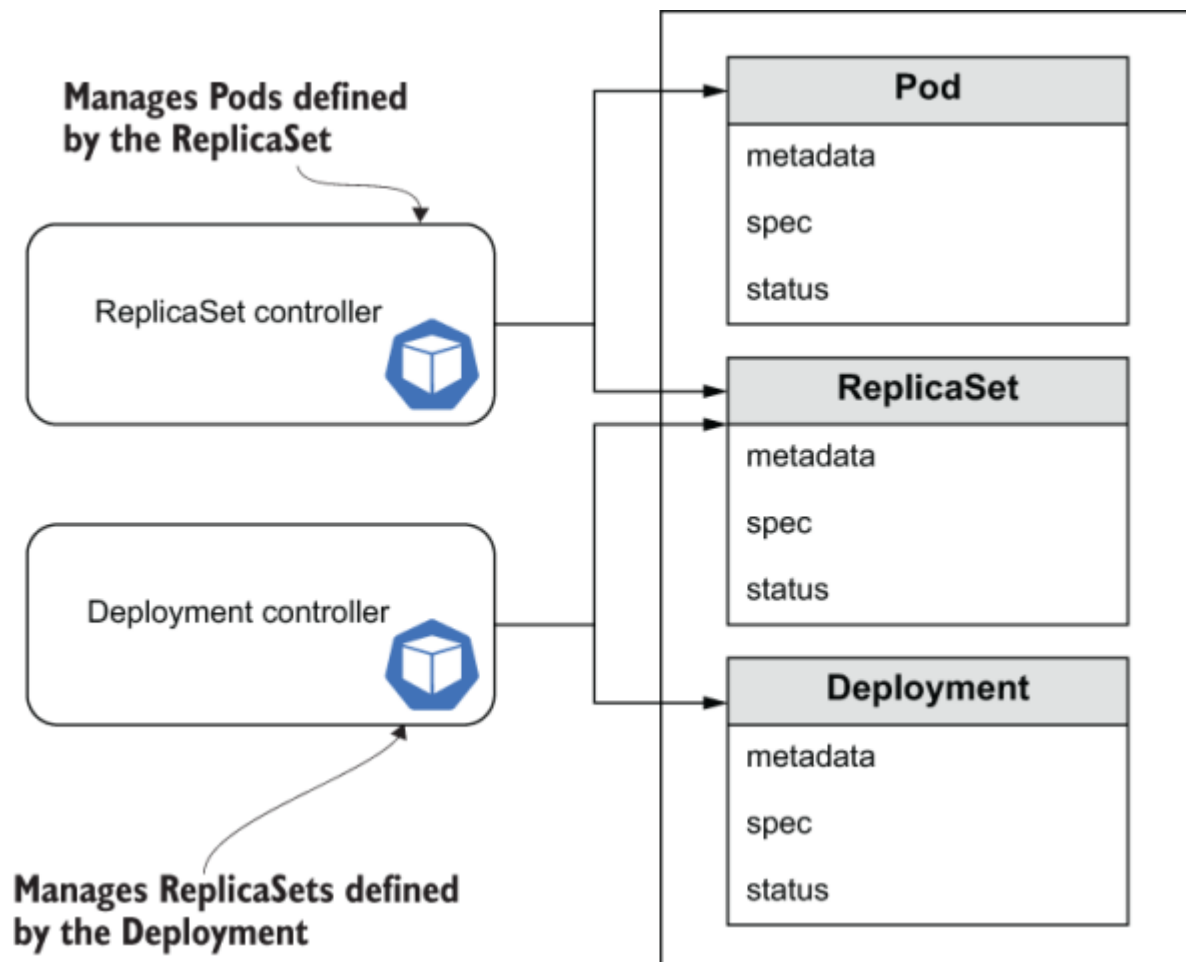 Manages Pods defined
by the ReplicaSet
ReplicaSet controller
Deployment controller
Manages ReplicaSets defined
by the Deployment
Pod
metadata
spec
status
ReplicaSet
metadata
spec
status
Deployment
metadata
spec
status